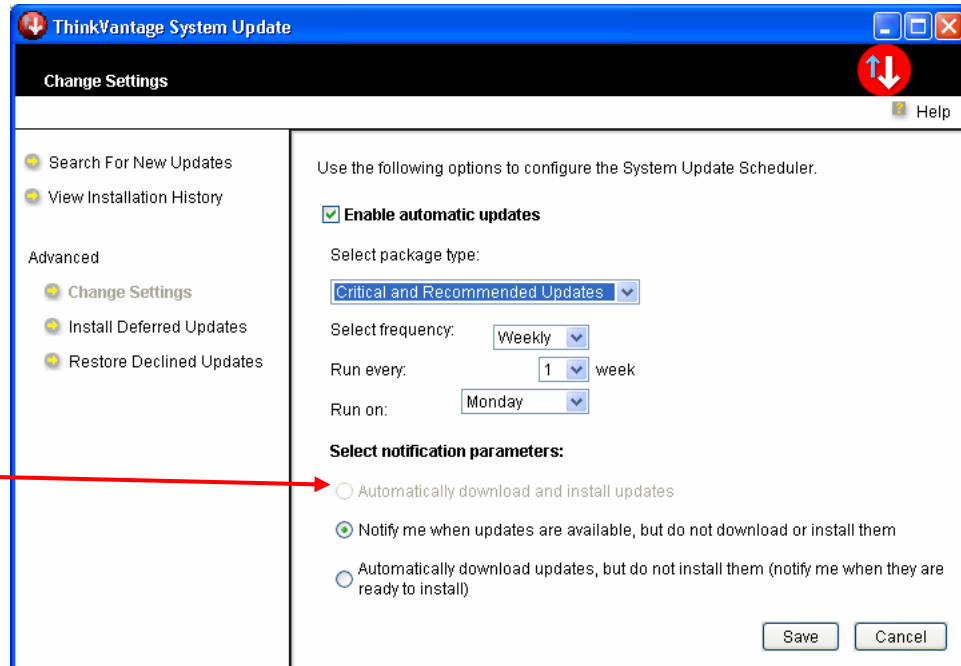 ThinkVantage System Update
Change Settings
Help
Search For New Updates
View Installation History
Advanced
Change Settings
Install Deferred Updates
Restore Declined Updates
Use the following options to configure the System Update Scheduler.
Enable automatic updates
Select package type:
Critical and Recommended Updates
Select frequency: Weekly
Run every: 1 week
Run on: Monday
Select notification parameters:
Automatically download and install updates
Notify me when updates are available, but do not download or install them
Automatically download updates, but do not install them (notify me when they are
ready to install)
Save Cancel